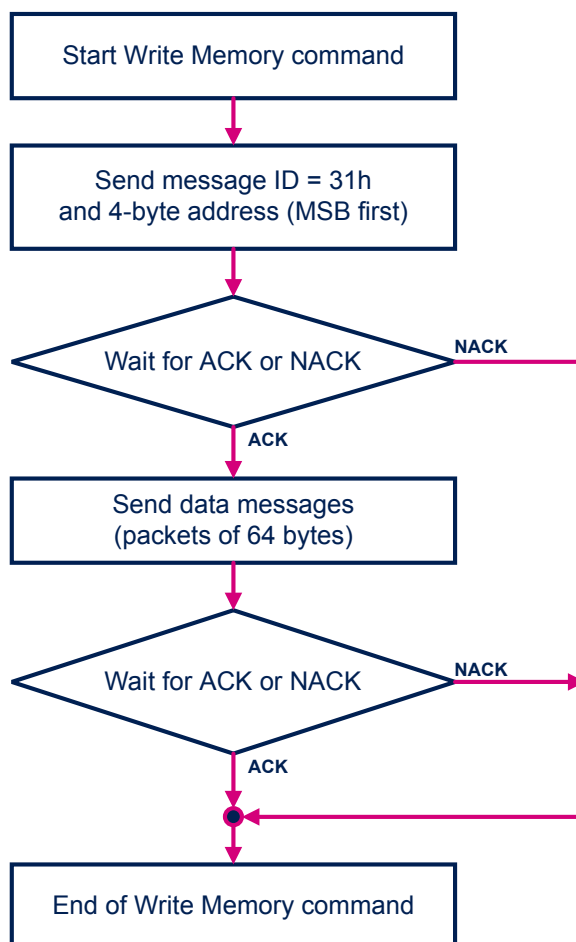 Start Write Memory command
Send message ID = 31h
and 4-byte address (MSB first)
Wait for ACK or NACK
NACK
ACK
Send data messages
(packets of 64 bytes)
Wait for ACK or NACK
NACK
ACK
End of Write Memory command